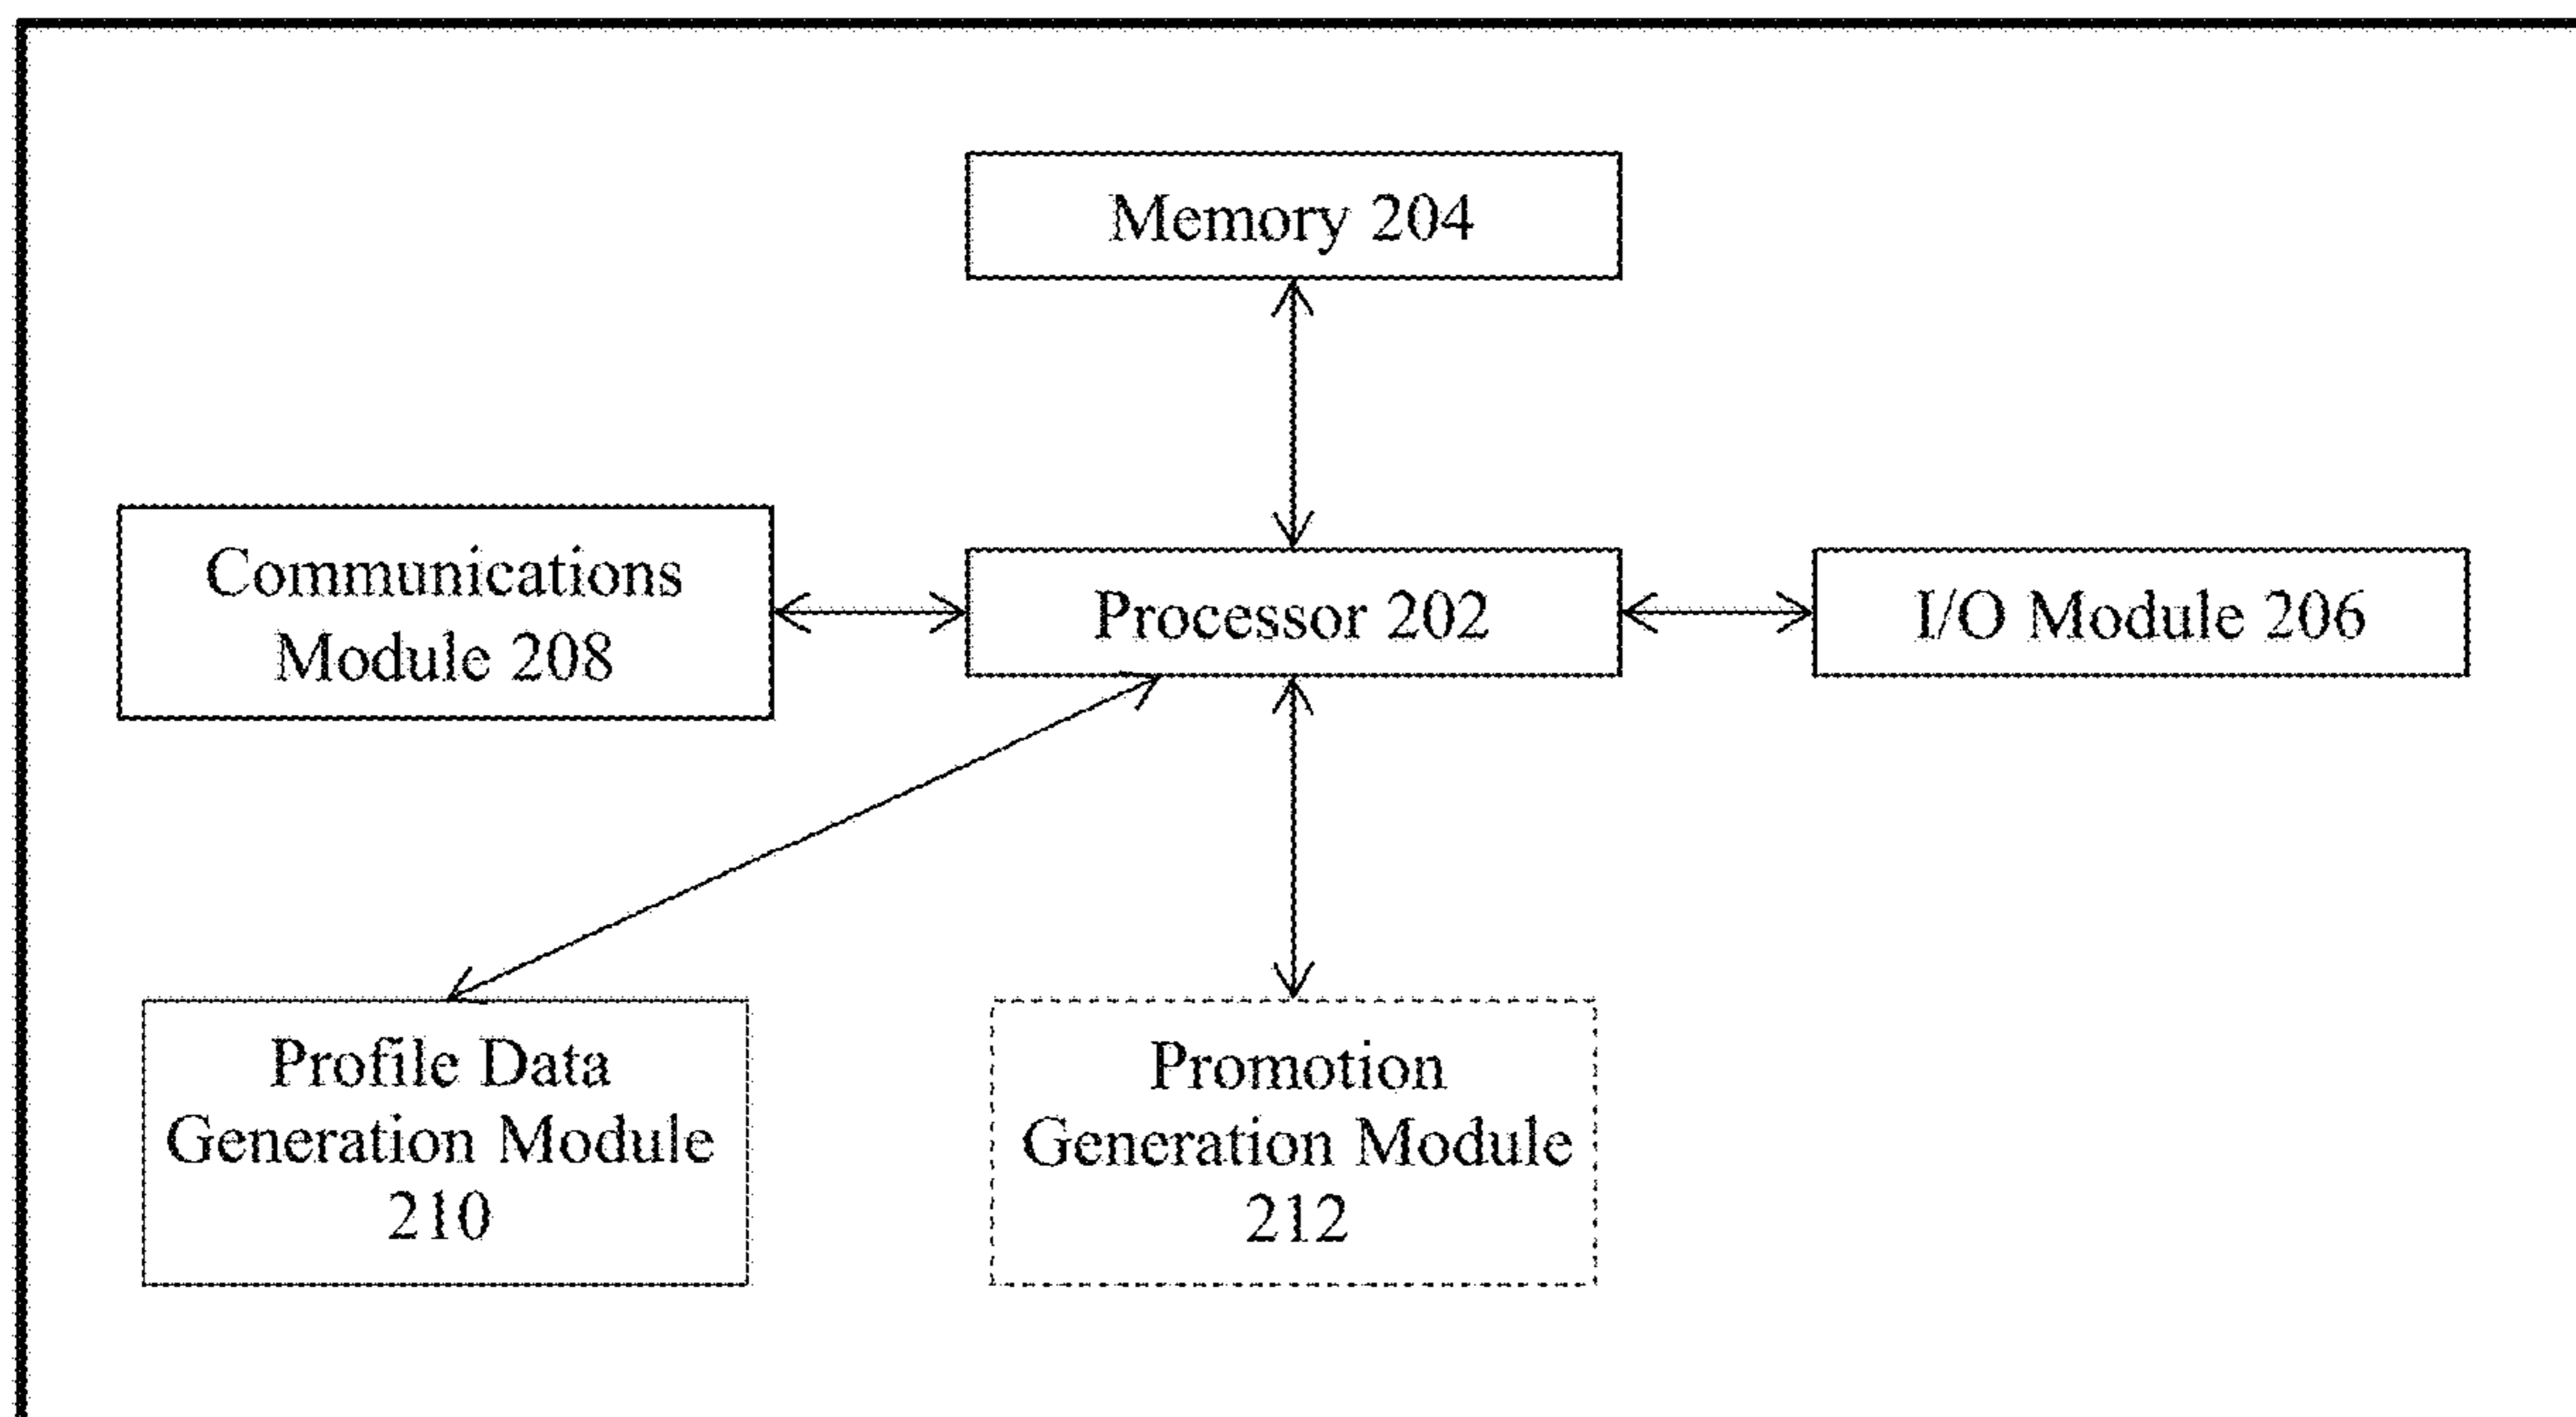 Memory 204
Communications
Module 208
Processor 202
I/O Module 206
Profile Data
Generation Module
210
Promotion
Generation Module
212